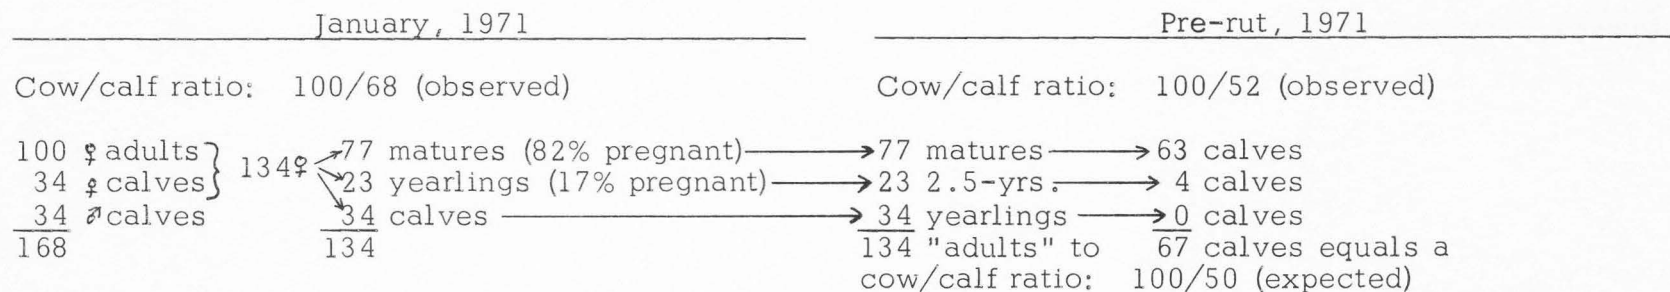 January, 1971 Pre-rut, 1971
Cow/calf ratio: 100/68 (observed) Cow/calf ratio: 100/52 (observed)
100 ♀ adults } 134♀ → 77 matures (82% pregnant) → 77 matures → 63 calves
34 ♀ calves } → 23 yearlings (17% pregnant) → 23 2.5-yrs. → 4 calves
34 ♂ calves → 34 calves → 34 yearlings → 0 calves
168 134 134 "adults" to 67 calves equals a
cow/calf ratio: 100/50 (expected)